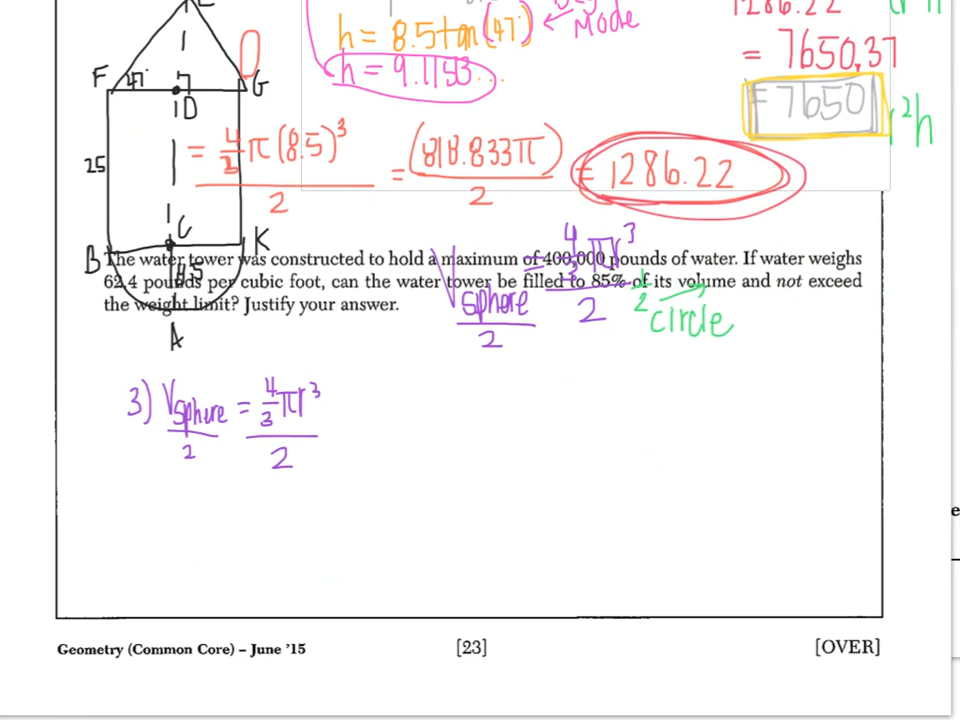 h = 8.5tan(47°) ← Mode
1286.22
h = 9.1153...
= 7650.37
= 7650
r²h
F 47° G
D
25
= 4/3 π(8.5)³ / 2 = (818.833π) / 2 = 1286.22
C
B K
8.5
A
The water tower was constructed to hold a maximum of 400,000 pounds of water. If water weighs
62.4 pounds per cubic foot, can the water tower be filled to 85% of its volume and not exceed
the weight limit? Justify your answer.
V sphere / 2 = 4/3 πr³ / 2
1/2 circle
3) V sphere / 2 = 4/3 πr³ / 2
Geometry (Common Core) – June ’15 [23] [OVER]